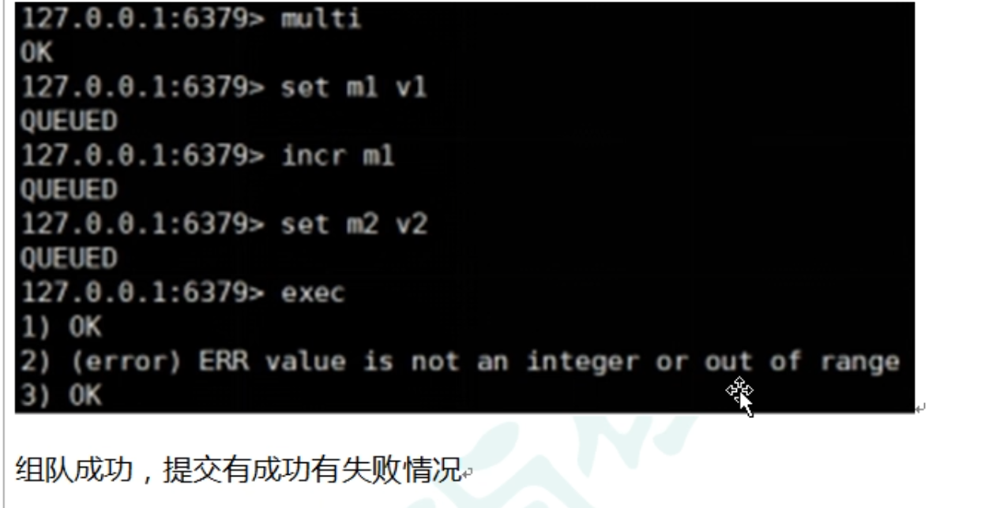 127.0.0.1:6379> multi
OK
127.0.0.1:6379> set m1 v1
QUEUED
127.0.0.1:6379> incr m1
QUEUED
127.0.0.1:6379> set m2 v2
QUEUED
127.0.0.1:6379> exec
1) OK
2) (error) ERR value is not an integer or out of range
3) OK
组队成功，提交有成功有失败情况